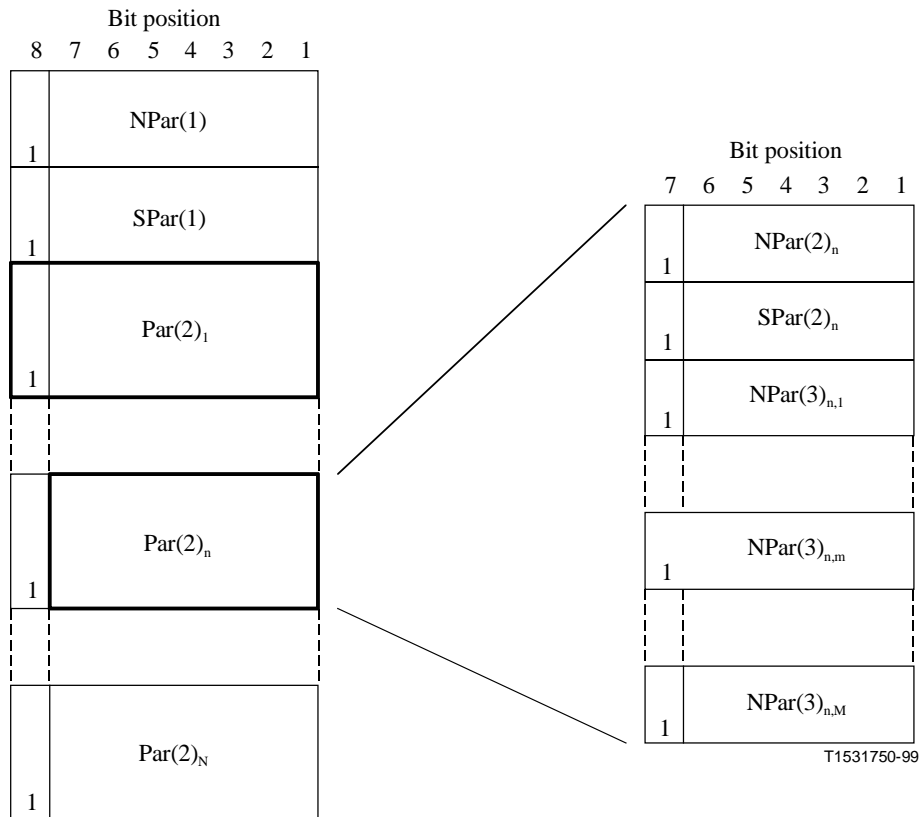 Bit position
8 7 6 5 4 3 2 1
NPar(1)
1
SPar(1)
1
Par(2)1
1
Par(2)n
1
Par(2)N
1
Bit position
7 6 5 4 3 2 1
NPar(2)n
1
SPar(2)n
1
NPar(3)n,1
1
NPar(3)n,m
1
NPar(3)n,M
1
T1531750-99